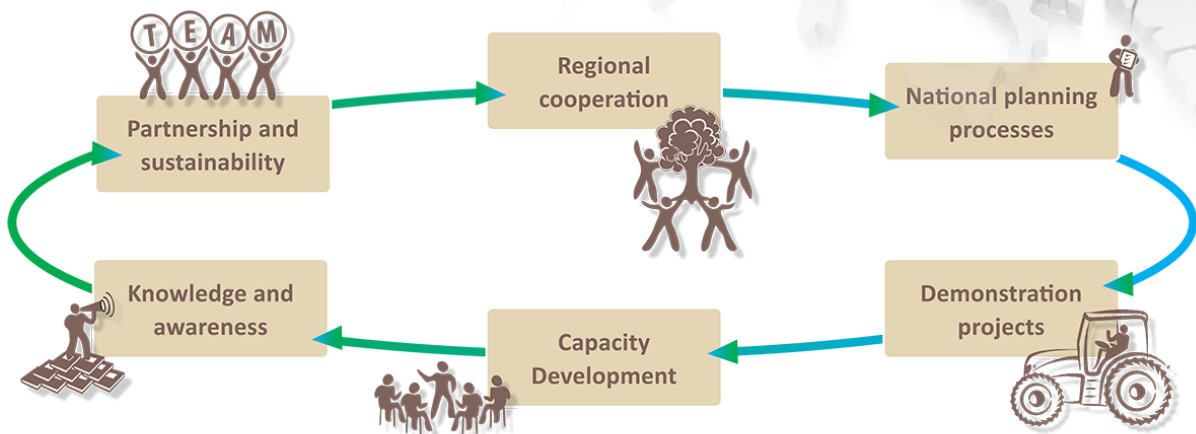 TEAM
Partnership and
sustainability
Regional
cooperation
National planning
processes
Demonstration
projects
Capacity
Development
Knowledge and
awareness